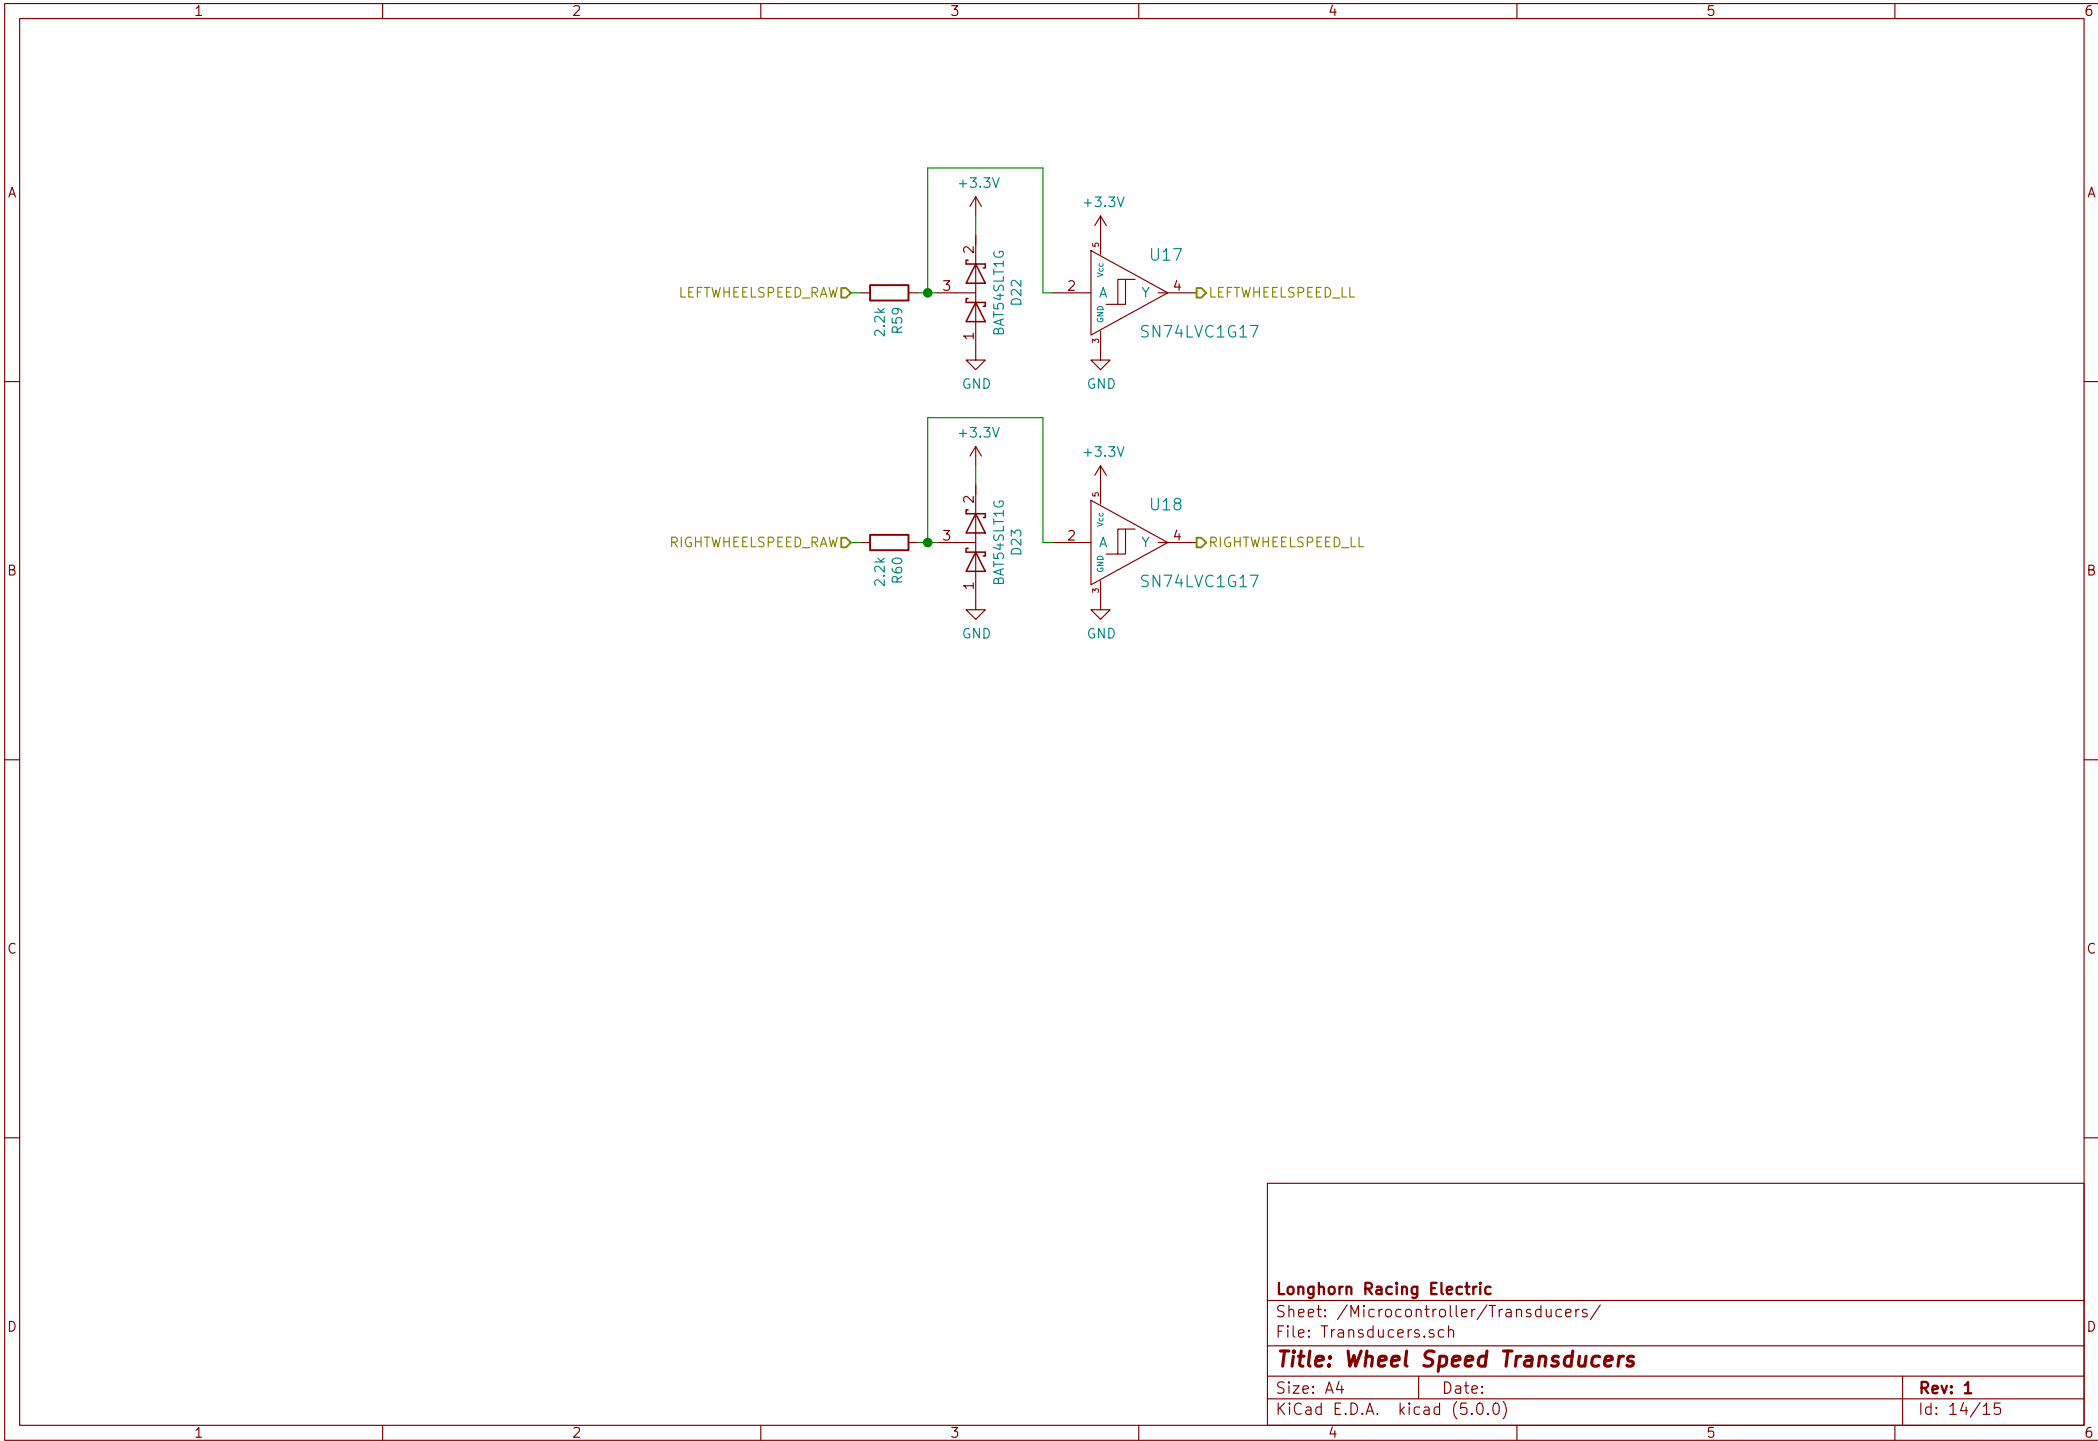 1 2 3 4 5 6
A A
+3.3V
+3.3V
U17
2
5
Vcc
LEFTWHEELSPEED_RAW 3 2 A Y 4 LEFTWHEELSPEED_LL
2.2k
R59
BAT54SLT1G
D22
GND
1
3
SN74LVC1G17
GND GND
+3.3V
+3.3V
U18
2
5
Vcc
RIGHTWHEELSPEED_RAW 3 2 A Y 4 RIGHTWHEELSPEED_LL
2.2k
R60
BAT54SLT1G
D23
GND
1
3
SN74LVC1G17
GND GND
B B
C C
D D
Longhorn Racing Electric
Sheet: /Microcontroller/Transducers/
File: Transducers.sch
Title: Wheel Speed Transducers
Size: A4 Date: Rev: 1
KiCad E.D.A. kicad (5.0.0) Id: 14/15
1 2 3 4 5 6